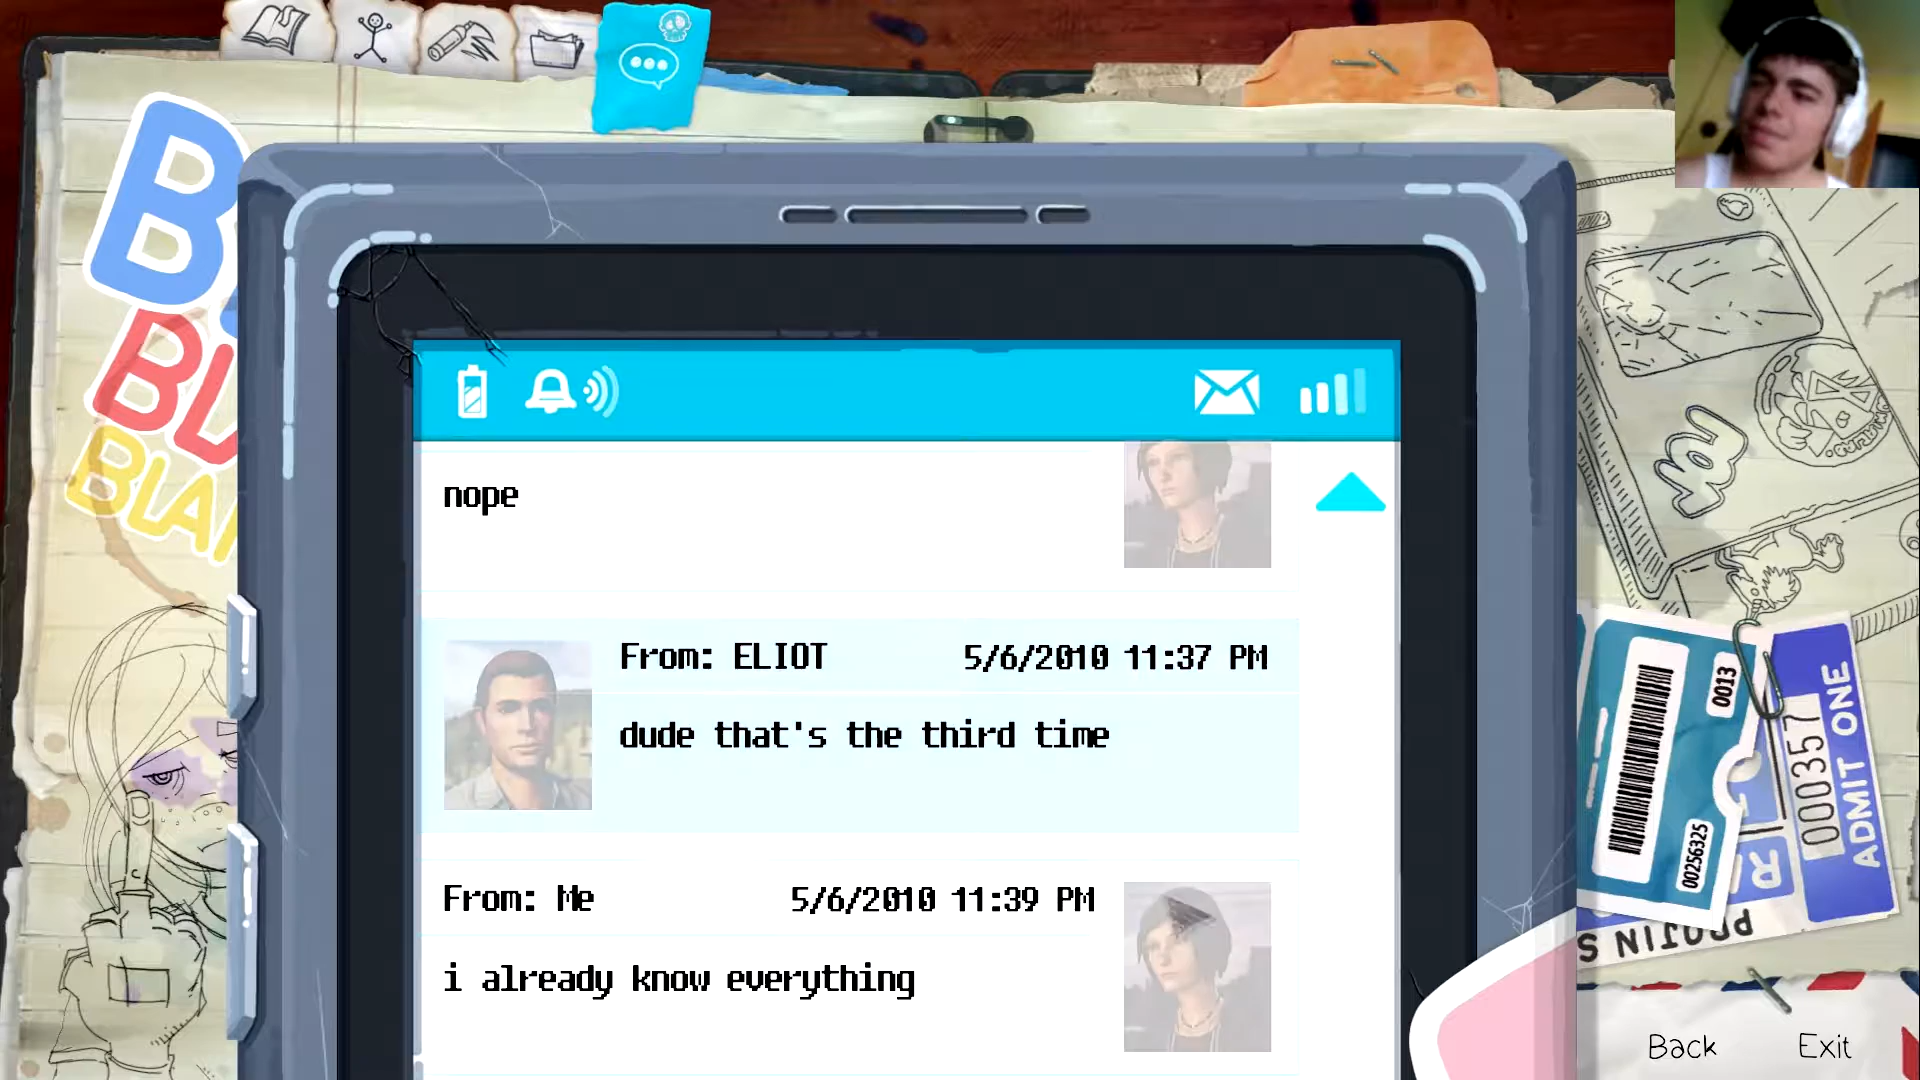 nope
From: ELIOT 5/6/2010 11:37 PM
dude that's the third time
From: Me 5/6/2010 11:39 PM
i already know everything
0013
00256325
000357
ADMIT ONE
Back Exit